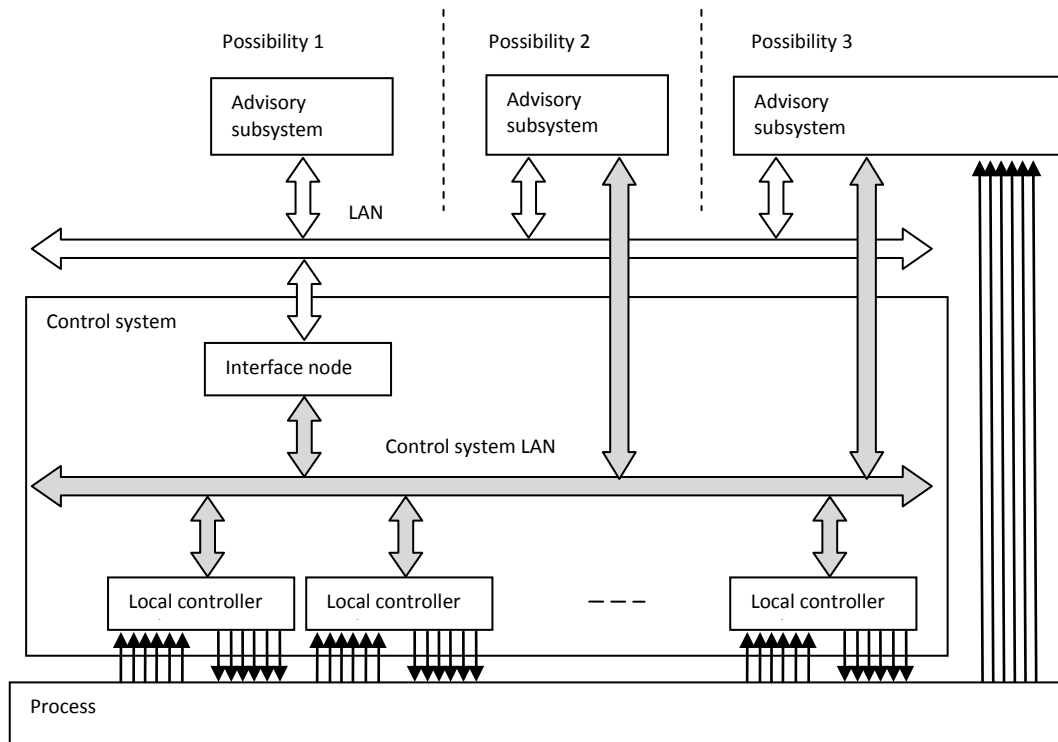 Possibility 1
Possibility 2
Possibility 3
Advisory
subsystem
Advisory
subsystem
Advisory
subsystem
LAN
Control system
Interface node
Control system LAN
Local controller
Local controller
Local controller
Process